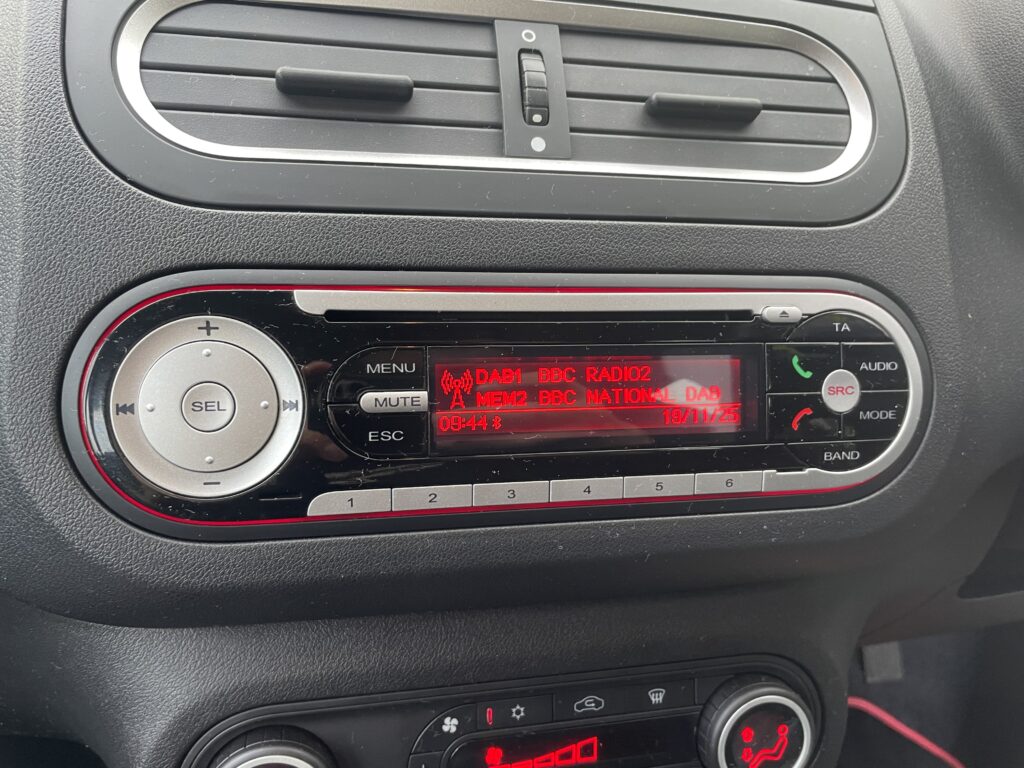 TA
MENU
AUDIO
DAB1 BBC RADIO2
SEL
MUTE
SRC
MEM2 BBC NATIONAL DAB
MODE
09:44
19/11/25
ESC
BAND
1 2 3 4 5 6